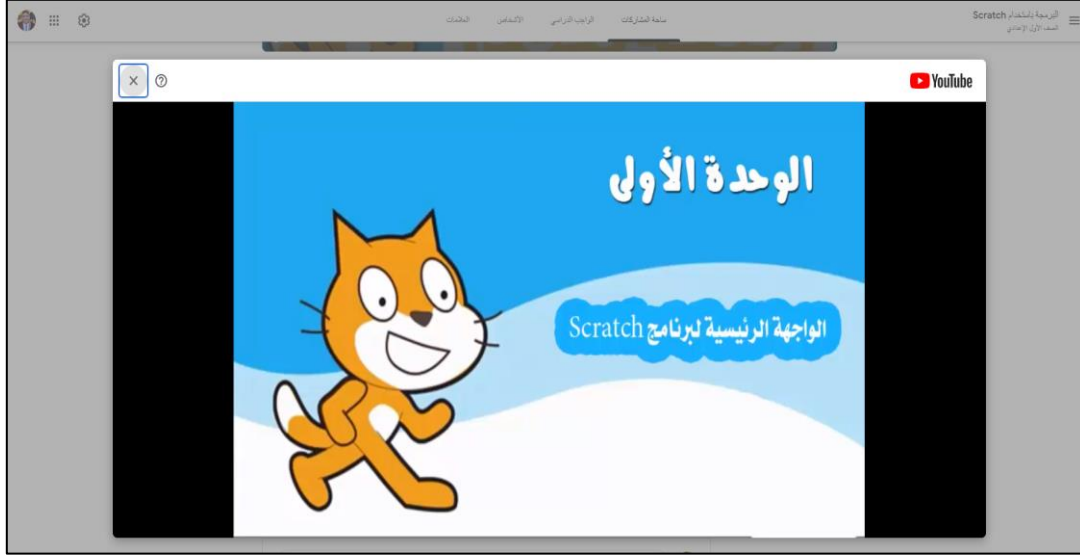 البرمجة باستخدام Scratch
الصف الأول الإعدادي
ساحة المشاركات
الواجب الدراسي
الأشخاص
العلامات
YouTube
الوحدة الأولى
الواجهة الرئيسية لبرنامج Scratch